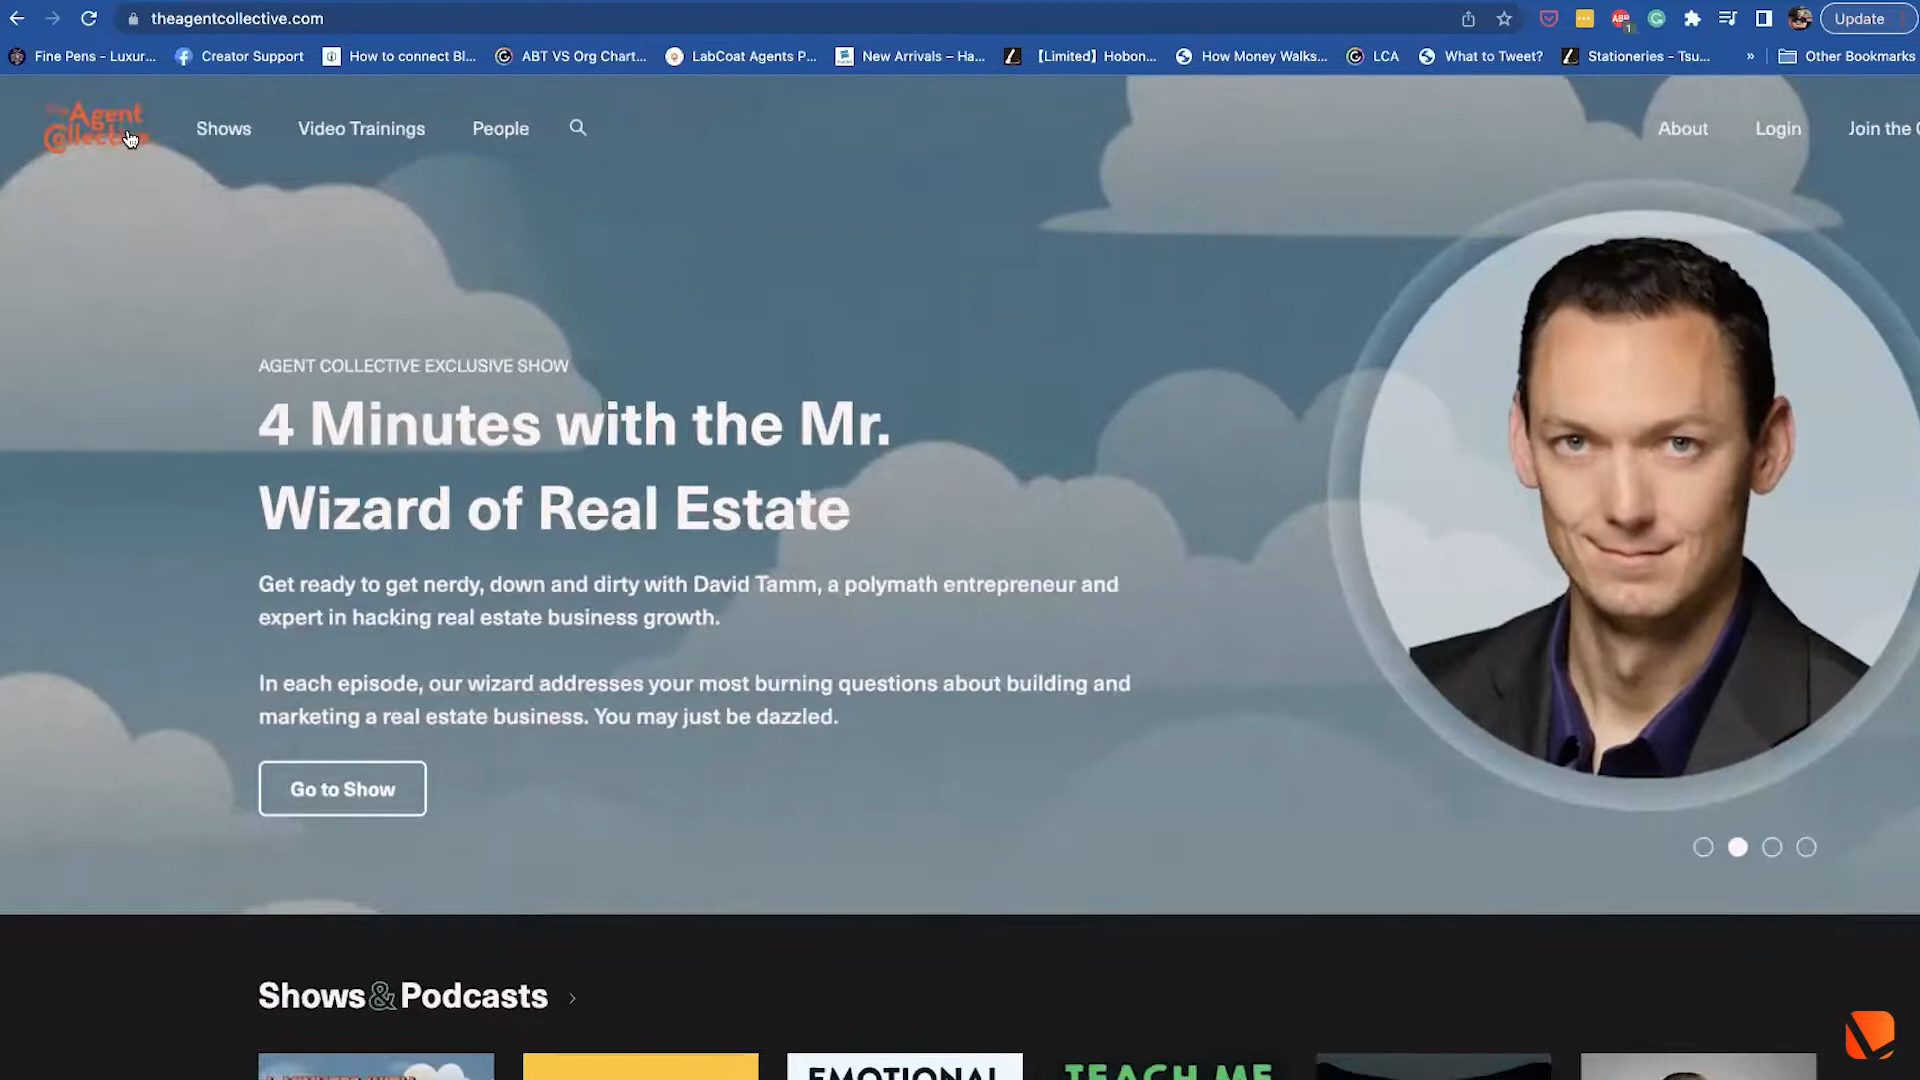 theagentcollective.com
Update
Fine Pens - Luxur...
Creator Support
How to connect Bl...
ABT VS Org Chart...
LabCoat Agents P...
New Arrivals – Ha...
【Limited】Hobon...
How Money Walks...
LCA
What to Tweet?
Stationeries - Tsu...
»
Other Bookmarks
Agent
Collective
Shows
Video Trainings
People
About
Login
Join the
AGENT COLLECTIVE EXCLUSIVE SHOW
4 Minutes with the Mr.
Wizard of Real Estate
Get ready to get nerdy, down and dirty with David Tamm, a polymath entrepreneur and
expert in hacking real estate business growth.
In each episode, our wizard addresses your most burning questions about building and
marketing a real estate business. You may just be dazzled.
Go to Show
Shows & Podcasts
EMOTIONAL
TEACH ME